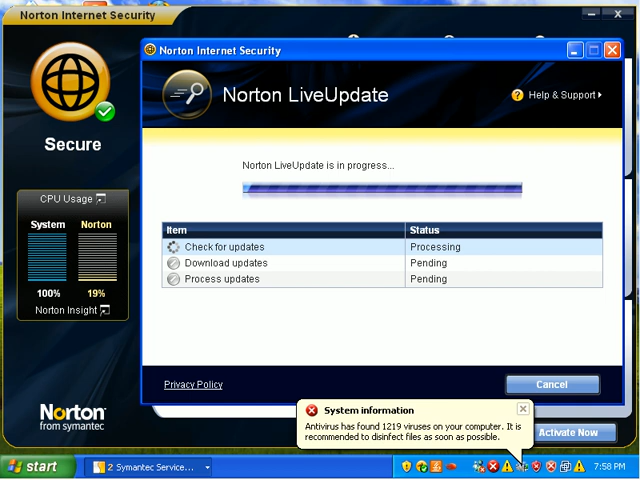 Norton Internet Security
Norton Internet Security
Norton LiveUpdate
Help & Support
Secure
Norton LiveUpdate is in progress...
CPU Usage
System Norton
100% 19%
Norton Insight
Item Status
Check for updates Processing
Download updates Pending
Process updates Pending
Privacy Policy
Cancel
Norton
from symantec
System information
Antivirus has found 1219 viruses on your computer. It is
recommended to disinfect files as soon as possible.
Activate Now
start
2 Symantec Service...
7:58 PM